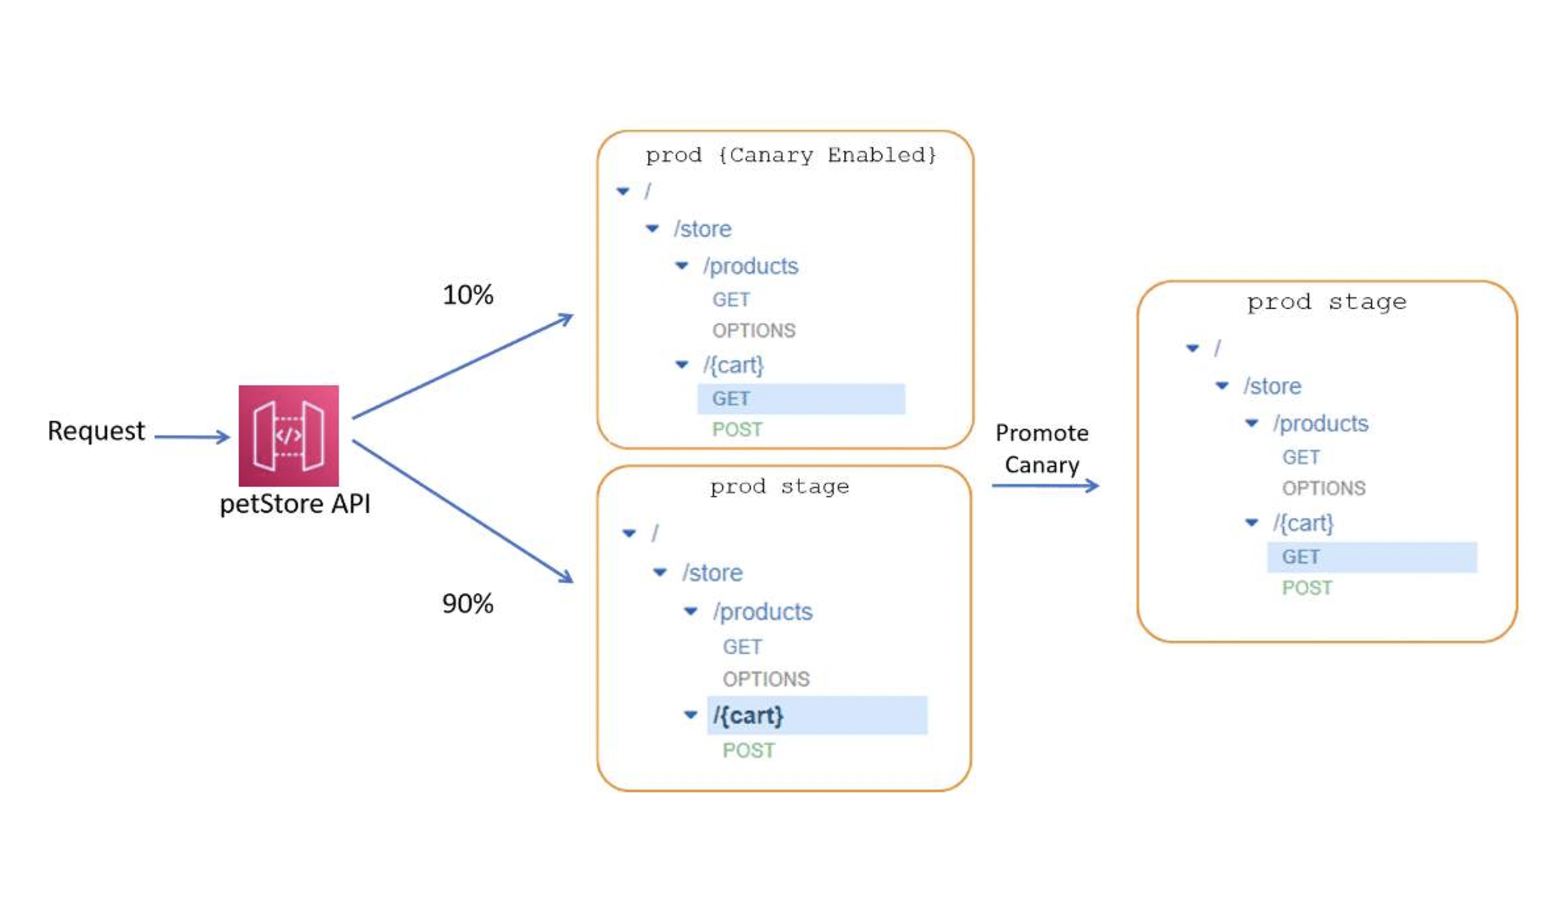 Request
</>
petStore API
10%
90%
prod {Canary Enabled}
/
/store
/products
GET
OPTIONS
/{cart}
GET
POST
prod stage
/
/store
/products
GET
OPTIONS
/{cart}
POST
Promote
Canary
prod stage
/
/store
/products
GET
OPTIONS
/{cart}
GET
POST